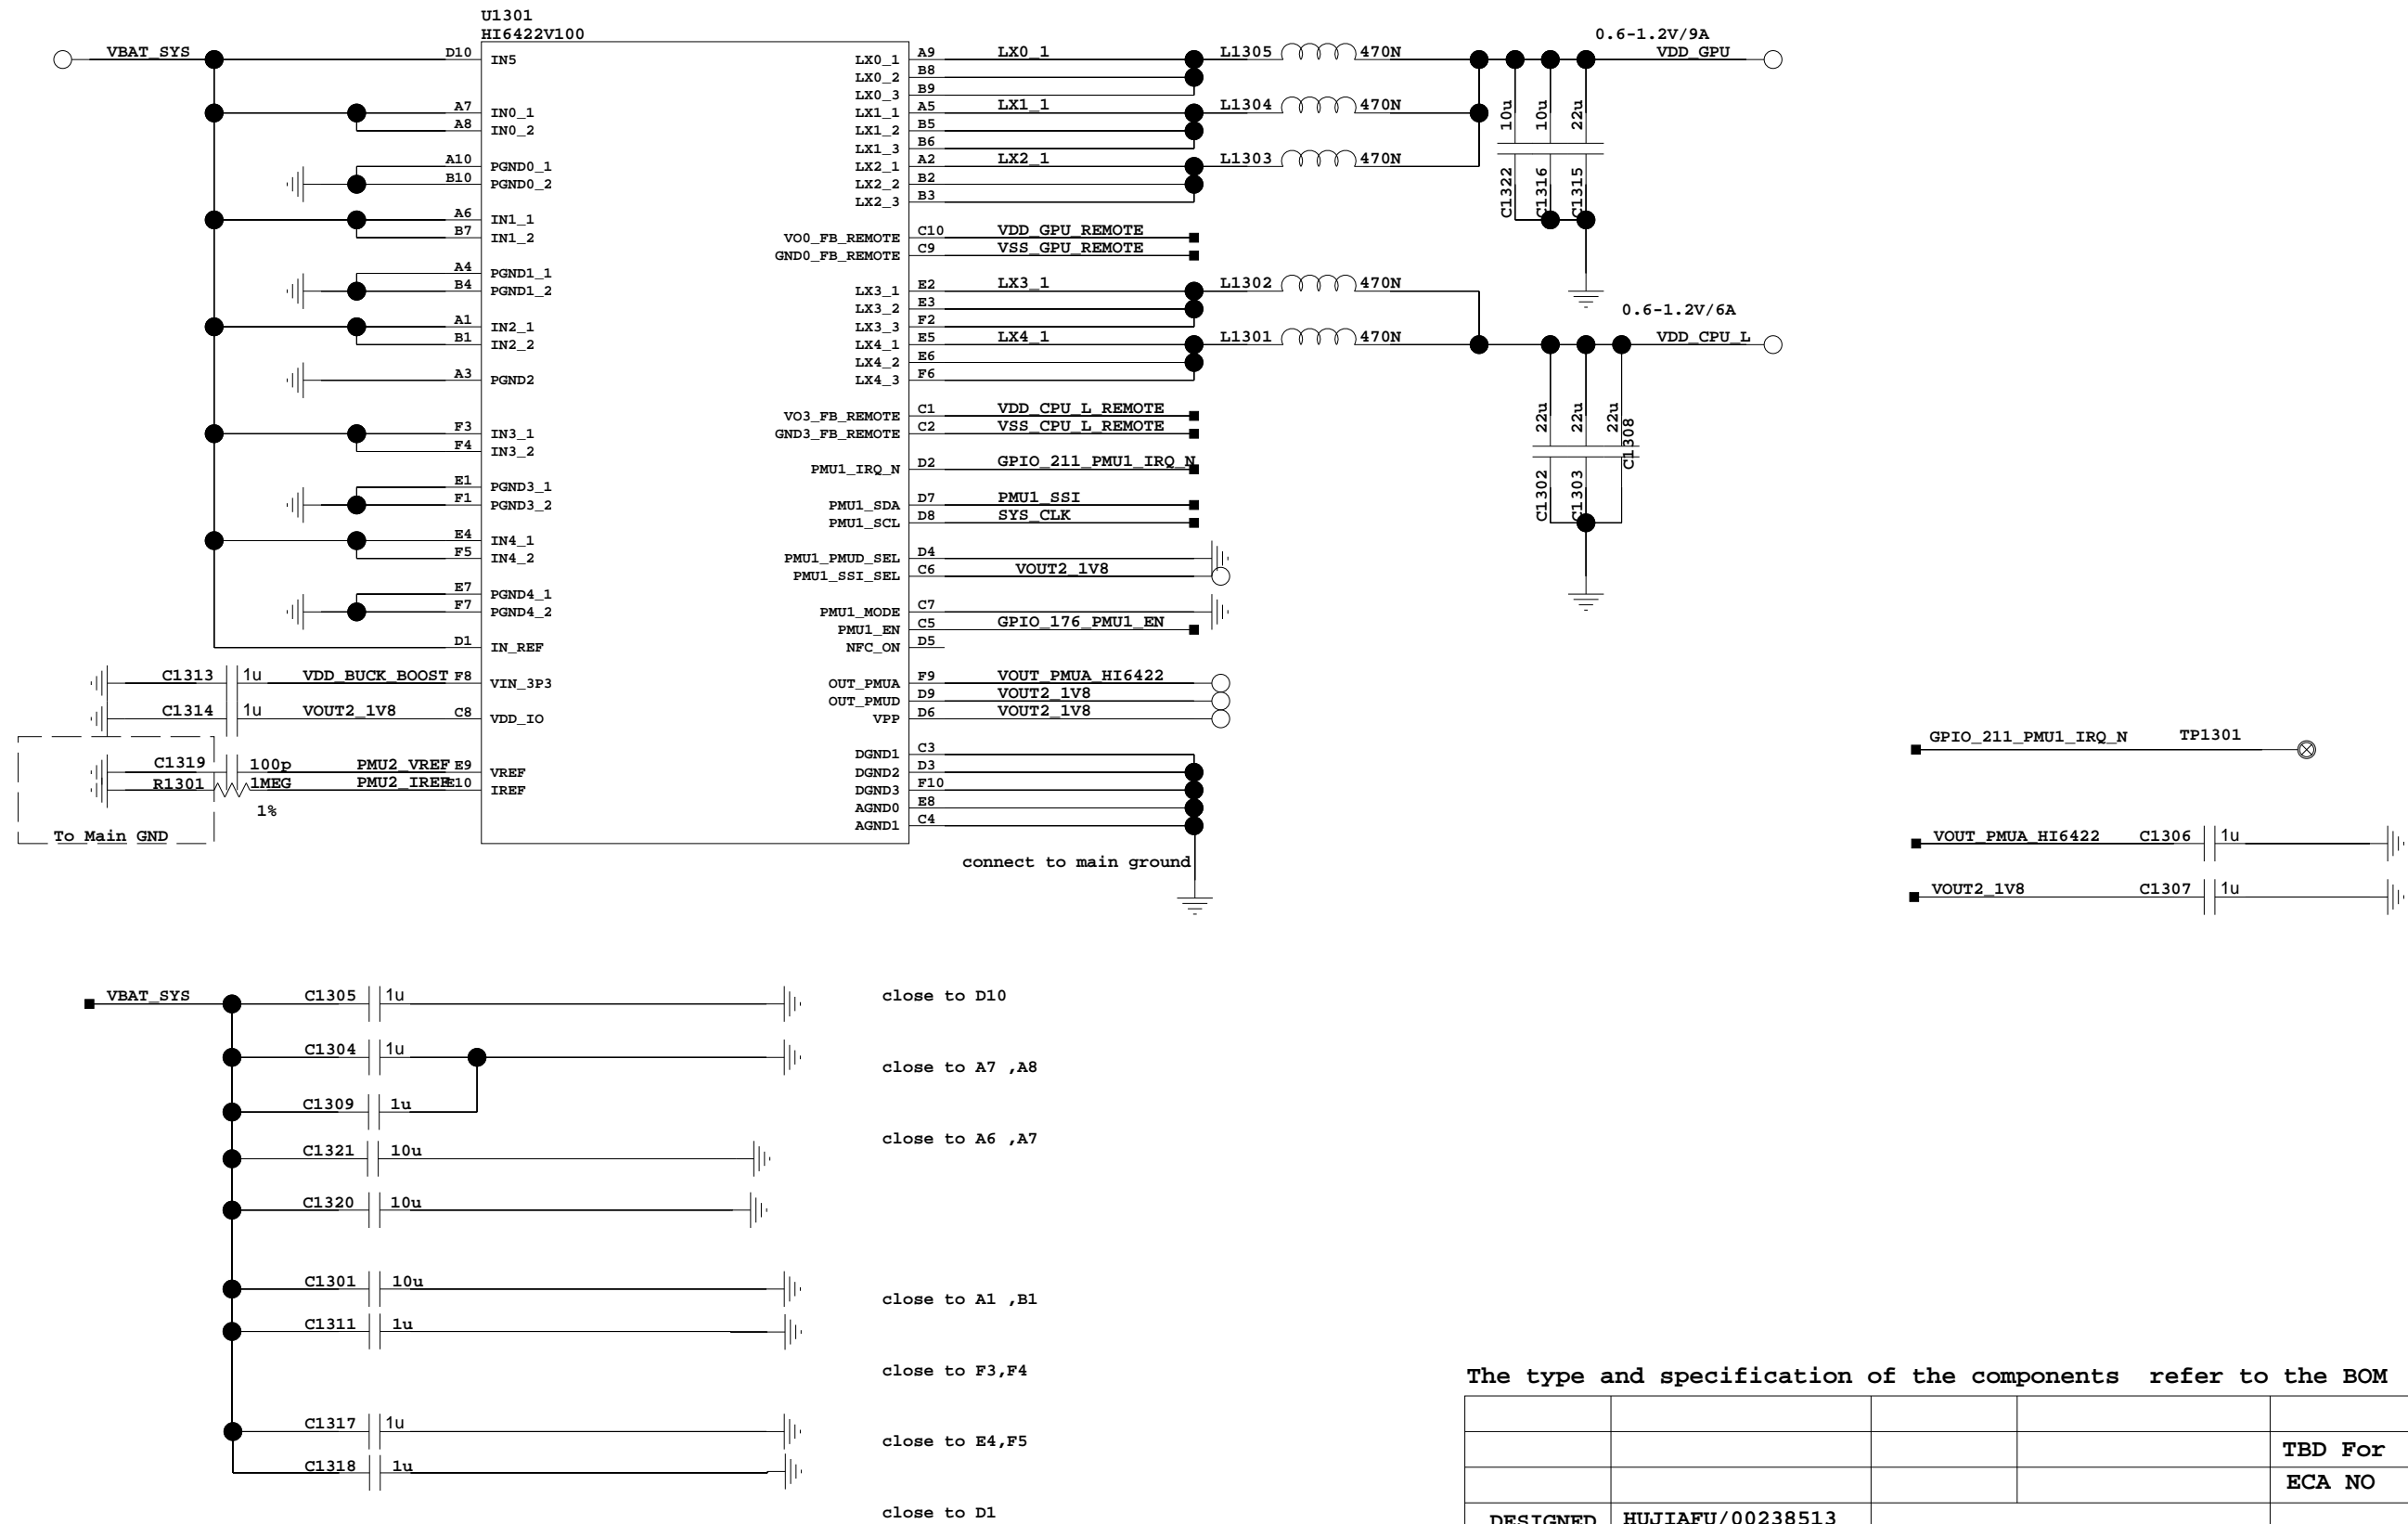 U1301
HI6422V100
VBAT_SYS
D10 IN5
A7 IN0_1
A8 IN0_2
A10 PGND0_1
B10 PGND0_2
A6 IN1_1
B7 IN1_2
A4 PGND1_1
B4 PGND1_2
A1 IN2_1
B1 IN2_2
A3 PGND2
F3 IN3_1
F4 IN3_2
E1 PGND3_1
F1 PGND3_2
E4 IN4_1
F5 IN4_2
E7 PGND4_1
F7 PGND4_2
D1 IN_REF
C1313 1u VDD_BUCK_BOOST F8 VIN_3P3
C1314 1u VOUT2_1V8 C8 VDD_IO
C1319 100p PMU2_VREF E9 VREF
R1301 1MEG PMU2_IREF E10 IREF
1%
To Main GND
LX0_1 A9 LX0_1 L1305 470N
LX0_2 B8
LX0_3 B9
LX1_1 A5 LX1_1 L1304 470N
LX1_2 B5
LX1_3 B6
LX2_1 A2 LX2_1 L1303 470N
LX2_2 B2
LX2_3 B3
VO0_FB_REMOTE C10 VDD_GPU_REMOTE
GND0_FB_REMOTE C9 VSS_GPU_REMOTE
LX3_1 E2 LX3_1 L1302 470N
LX3_2 E3
LX3_3 F2
LX4_1 E5 LX4_1 L1301 470N
LX4_2 E6
LX4_3 F6
VO3_FB_REMOTE C1 VDD_CPU_L_REMOTE
GND3_FB_REMOTE C2 VSS_CPU_L_REMOTE
PMU1_IRQ_N D2 GPIO_211_PMU1_IRQ_N
PMU1_SDA D7 PMU1_SSI
PMU1_SCL D8 SYS_CLK
PMU1_PMUD_SEL D4
PMU1_SSI_SEL C6 VOUT2_1V8
PMU1_MODE C7
PMU1_EN C5 GPIO_176_PMU1_EN
NFC_ON D5
OUT_PMUA F9 VOUT_PMUA_HI6422
OUT_PMUD D9 VOUT2_1V8
VPP D6 VOUT2_1V8
DGND1 C3
DGND2 D3
DGND3 F10
AGND0 E8
AGND1 C4
connect to main ground
0.6-1.2V/9A
VDD_GPU
10u 10u 22u
C1322 C1316 C1315
0.6-1.2V/6A
VDD_CPU_L
22u 22u 22u
C1302 C1303 C1308
GPIO_211_PMU1_IRQ_N TP1301
VOUT_PMUA_HI6422 C1306 1u
VOUT2_1V8 C1307 1u
VBAT_SYS C1305 1u close to D10
C1304 1u
close to A7 ,A8
C1309 1u
close to A6 ,A7
C1321 10u
C1320 10u
C1301 10u
close to A1 ,B1
C1311 1u
close to F3,F4
C1317 1u
close to E4,F5
C1318 1u
close to D1
The type and specification of the components refer to the BOM
TBD For
ECA NO
DESIGNED HUJIAFU/00238513